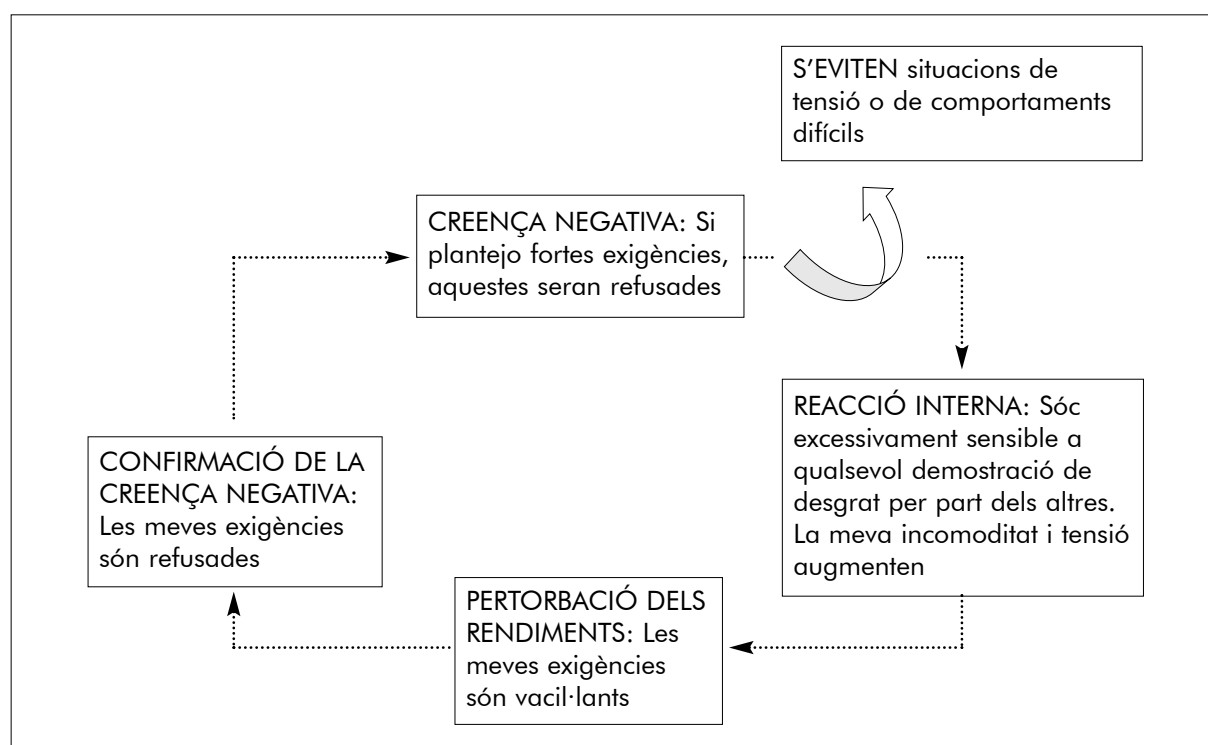 S’EVITEN situacions de
tensió o de comportaments
difícils
CREENÇA NEGATIVA: Si
plantejo fortes exigències,
aquestes seran refusades
REACCIÓ INTERNA: Sóc
excessivament sensible a
qualsevol demostració de
desgrat per part dels altres.
La meva incomoditat i tensió
augmenten
PERTORBACIÓ DELS
RENDIMENTS: Les
meves exigències
són vacil·lants
CONFIRMACIÓ DE LA
CREENÇA NEGATIVA:
Les meves exigències
són refusades